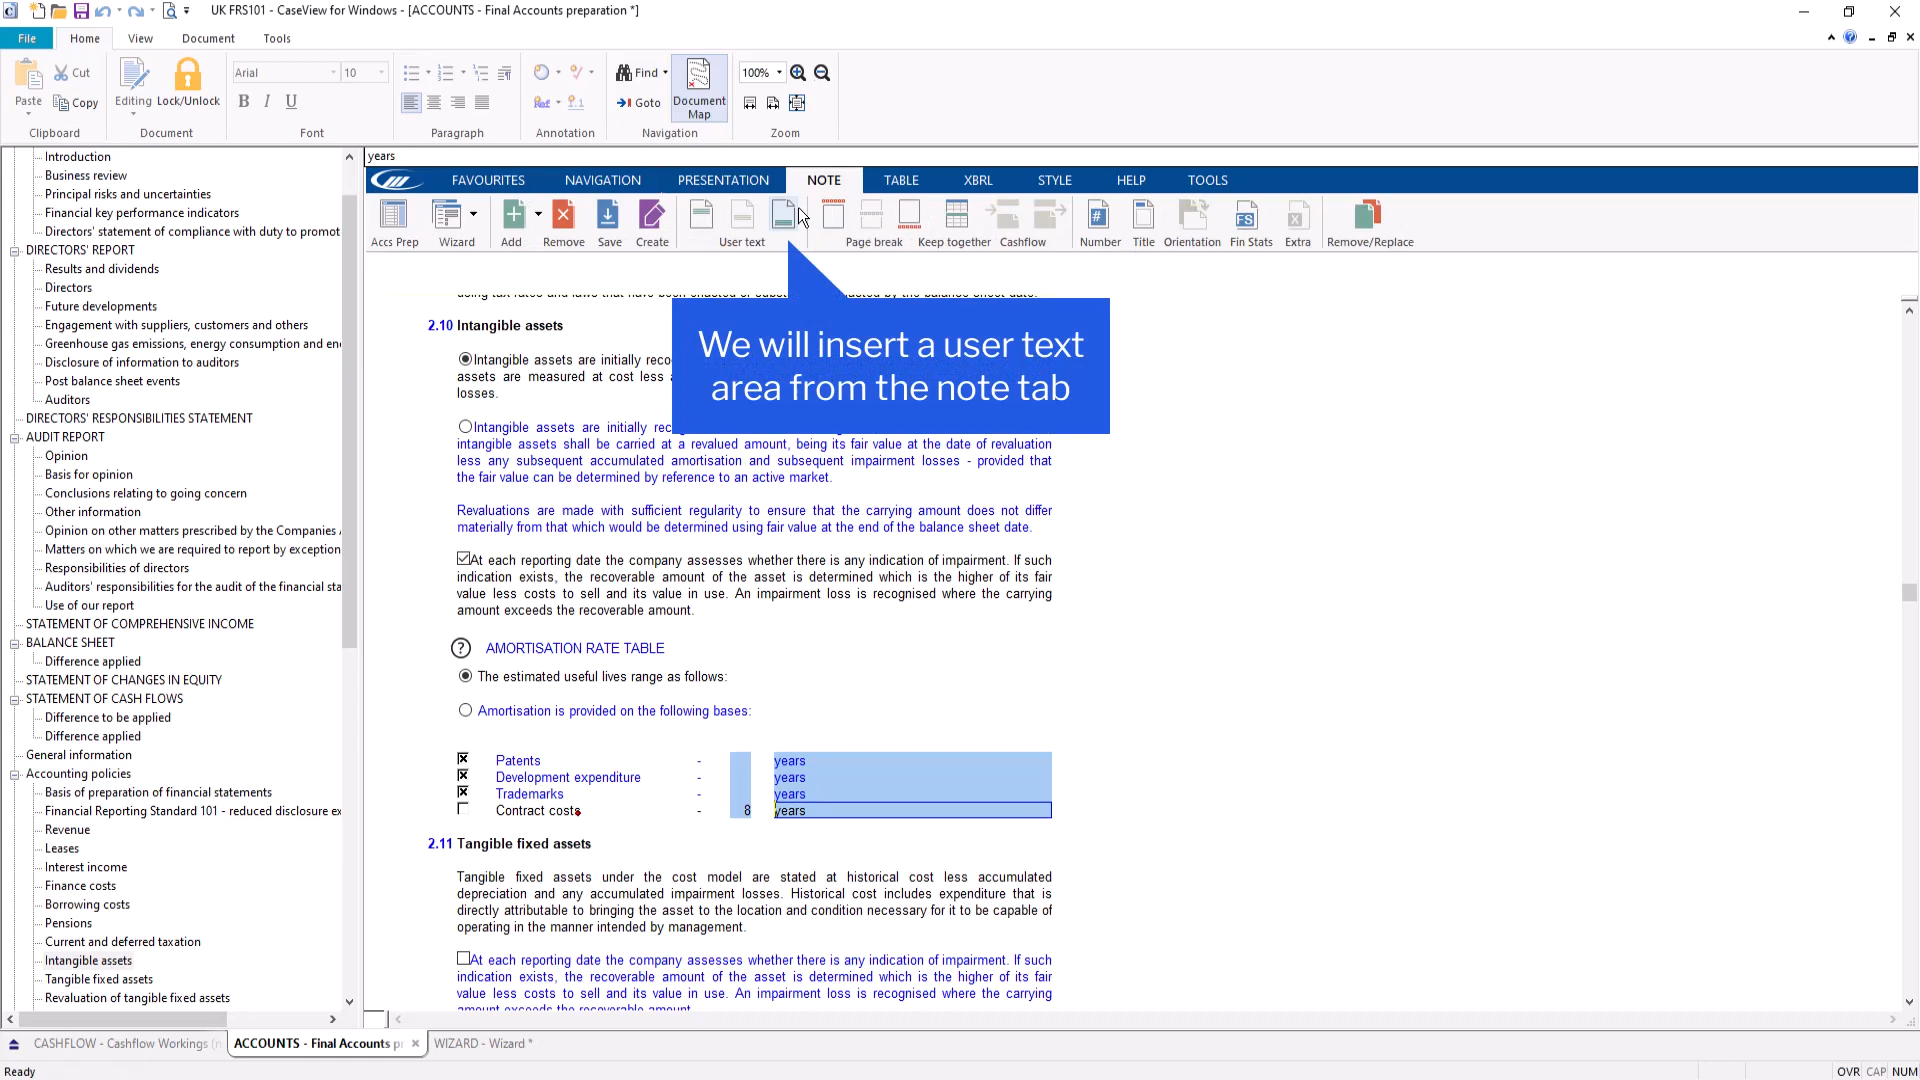 UK FRS101 - CaseView for Windows - [ACCOUNTS - Final Accounts preparation *]
File Home View Document Tools
Paste Cut Copy Editing Lock/Unlock Arial 10 B I U Ref .1 Find Goto Document Map 100%
Clipboard Document Font Paragraph Annotation Navigation Zoom
Introduction
Business review
Principal risks and uncertainties
Financial key performance indicators
Directors' statement of compliance with duty to promot
DIRECTORS' REPORT
Results and dividends
Directors
Future developments
Engagement with suppliers, customers and others
Greenhouse gas emissions, energy consumption and en
Disclosure of information to auditors
Post balance sheet events
Auditors
DIRECTORS' RESPONSIBILITIES STATEMENT
AUDIT REPORT
Opinion
Basis for opinion
Conclusions relating to going concern
Other information
Opinion on other matters prescribed by the Companies
Matters on which we are required to report by exception
Responsibilities of directors
Auditors' responsibilities for the audit of the financial sta
Use of our report
STATEMENT OF COMPREHENSIVE INCOME
BALANCE SHEET
Difference applied
STATEMENT OF CHANGES IN EQUITY
STATEMENT OF CASH FLOWS
Difference to be applied
Difference applied
General information
Accounting policies
Basis of preparation of financial statements
Financial Reporting Standard 101 - reduced disclosure ex
Revenue
Leases
Interest income
Finance costs
Borrowing costs
Pensions
Current and deferred taxation
Intangible assets
Tangible fixed assets
Revaluation of tangible fixed assets
years
FAVOURITES NAVIGATION PRESENTATION NOTE TABLE XBRL STYLE HELP TOOLS
Accs Prep Wizard Add Remove Save Create User text Page break Keep together Cashflow Number Title Orientation Fin Stats Extra Remove/Replace
We will insert a user text
area from the note tab
2.10 Intangible assets
Intangible assets are initially reco
assets are measured at cost less a
losses.
Intangible assets are initially rec
intangible assets shall be carried at a revalued amount, being its fair value at the date of revaluation
less any subsequent accumulated amortisation and subsequent impairment losses - provided that
the fair value can be determined by reference to an active market.
Revaluations are made with sufficient regularity to ensure that the carrying amount does not differ
materially from that which would be determined using fair value at the end of the balance sheet date.
At each reporting date the company assesses whether there is any indication of impairment. If such
indication exists, the recoverable amount of the asset is determined which is the higher of its fair
value less costs to sell and its value in use. An impairment loss is recognised where the carrying
amount exceeds the recoverable amount.
? AMORTISATION RATE TABLE
The estimated useful lives range as follows:
Amortisation is provided on the following bases:
Patents - years
Development expenditure - years
Trademarks - years
Contract costs - 8 years
2.11 Tangible fixed assets
Tangible fixed assets under the cost model are stated at historical cost less accumulated
depreciation and any accumulated impairment losses. Historical cost includes expenditure that is
directly attributable to bringing the asset to the location and condition necessary for it to be capable of
operating in the manner intended by management.
At each reporting date the company assesses whether there is any indication of impairment. If such
indication exists, the recoverable amount of the asset is determined which is the higher of its fair
value less costs to sell and its value in use. An impairment loss is recognised where the carrying
amount exceeds the recoverable amount.
CASHFLOW - Cashflow Workings (n ACCOUNTS - Final Accounts p WIZARD - Wizard *
Ready OVR CAP NUM